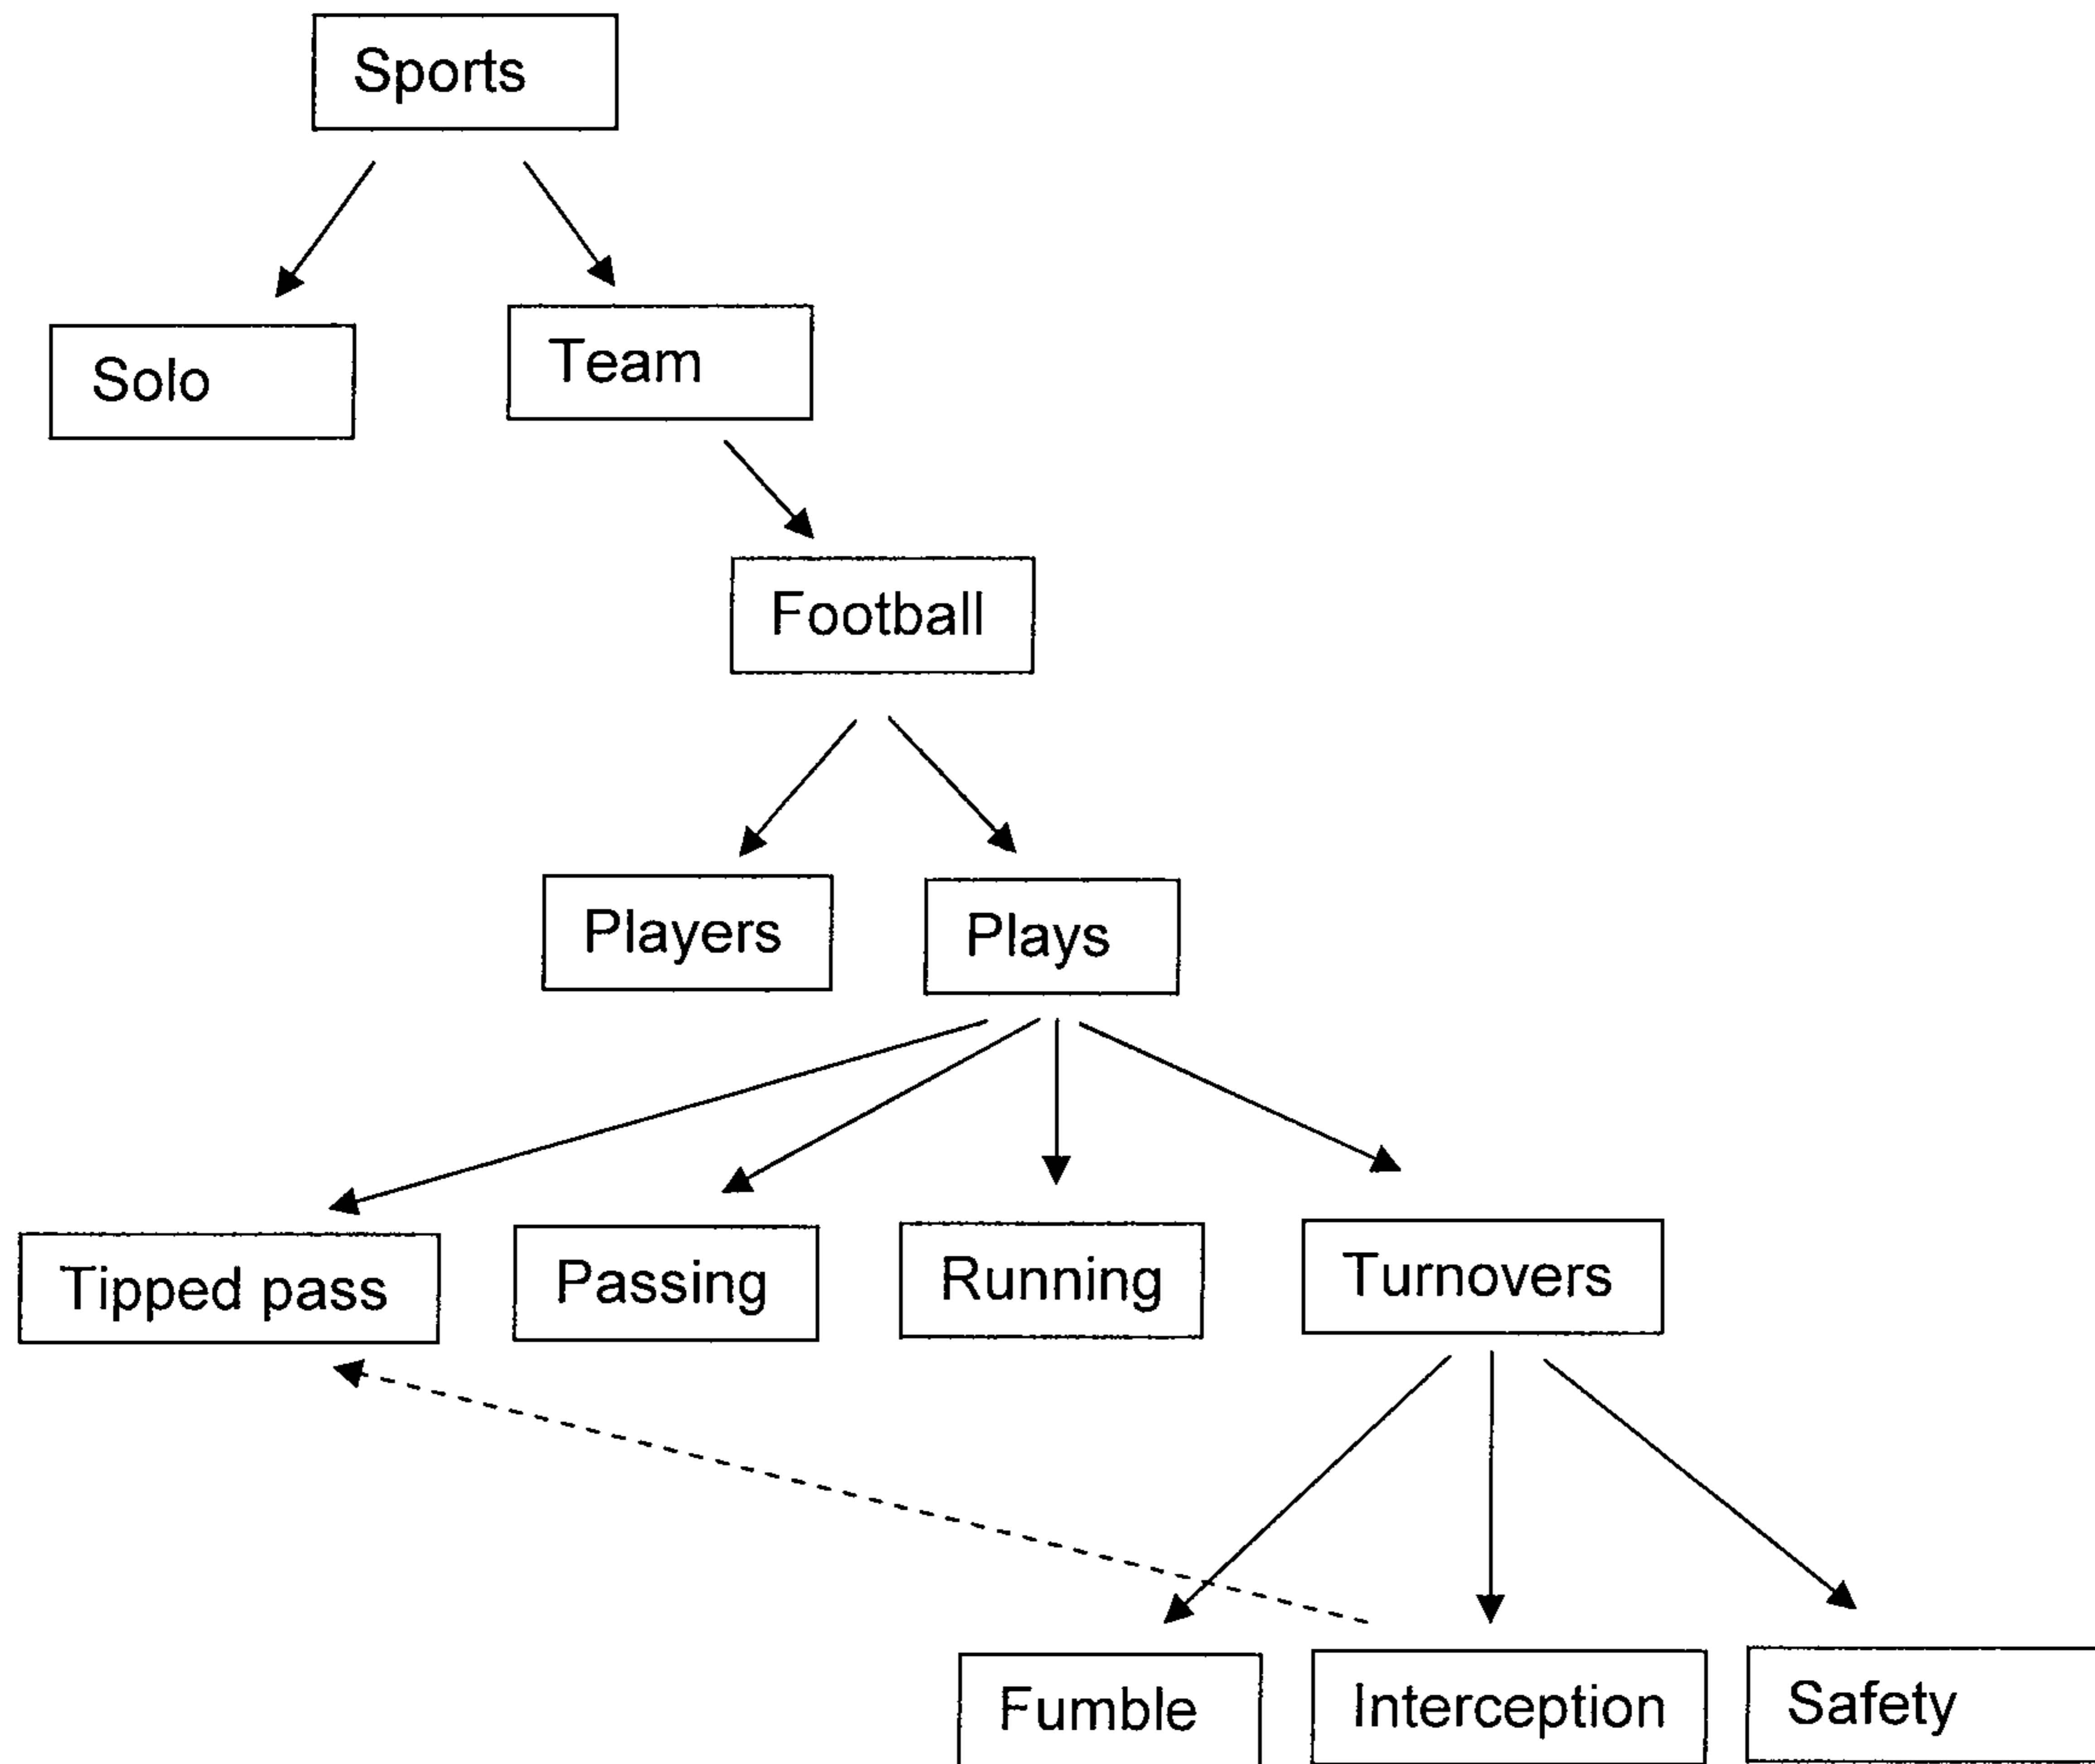 Sports
Solo
Team
Football
Players
Plays
Tipped pass
Passing
Running
Turnovers
Fumble
Interception
Safety